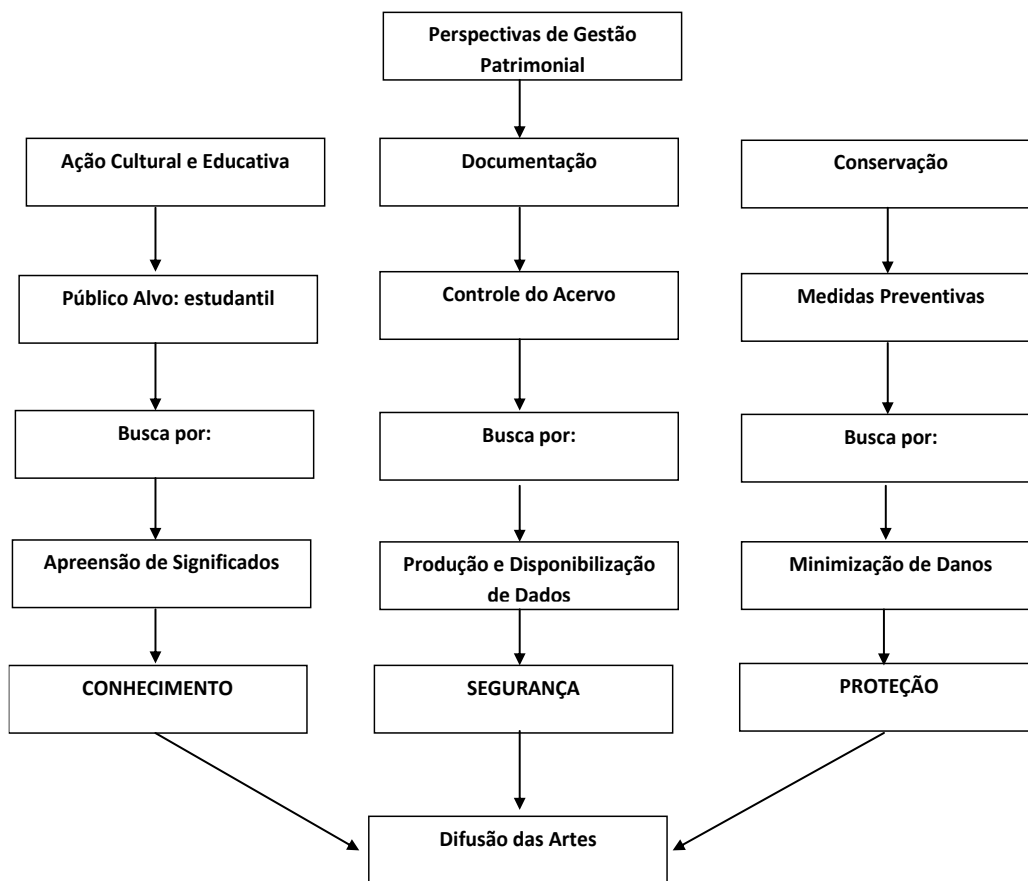 Perspectivas de Gestão
Patrimonial
Ação Cultural e Educativa
Documentação
Conservação
Público Alvo: estudantil
Controle do Acervo
Medidas Preventivas
Busca por:
Busca por:
Busca por:
Apreensão de Significados
Produção e Disponibilização
de Dados
Minimização de Danos
CONHECIMENTO
SEGURANÇA
PROTEÇÃO
Difusão das Artes